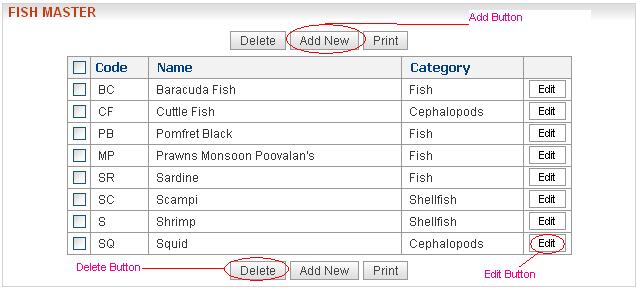 FISH MASTER
Add Button
Delete Add New Print
Code Name Category
BC Baracuda Fish Fish Edit
CF Cuttle Fish Cephalopods Edit
PB Pomfret Black Fish Edit
MP Prawns Monsoon Poovalan's Fish Edit
SR Sardine Fish Edit
SC Scampi Shellfish Edit
S Shrimp Shellfish Edit
SQ Squid Cephalopods Edit
Delete Button Delete Add New Print Edit Button